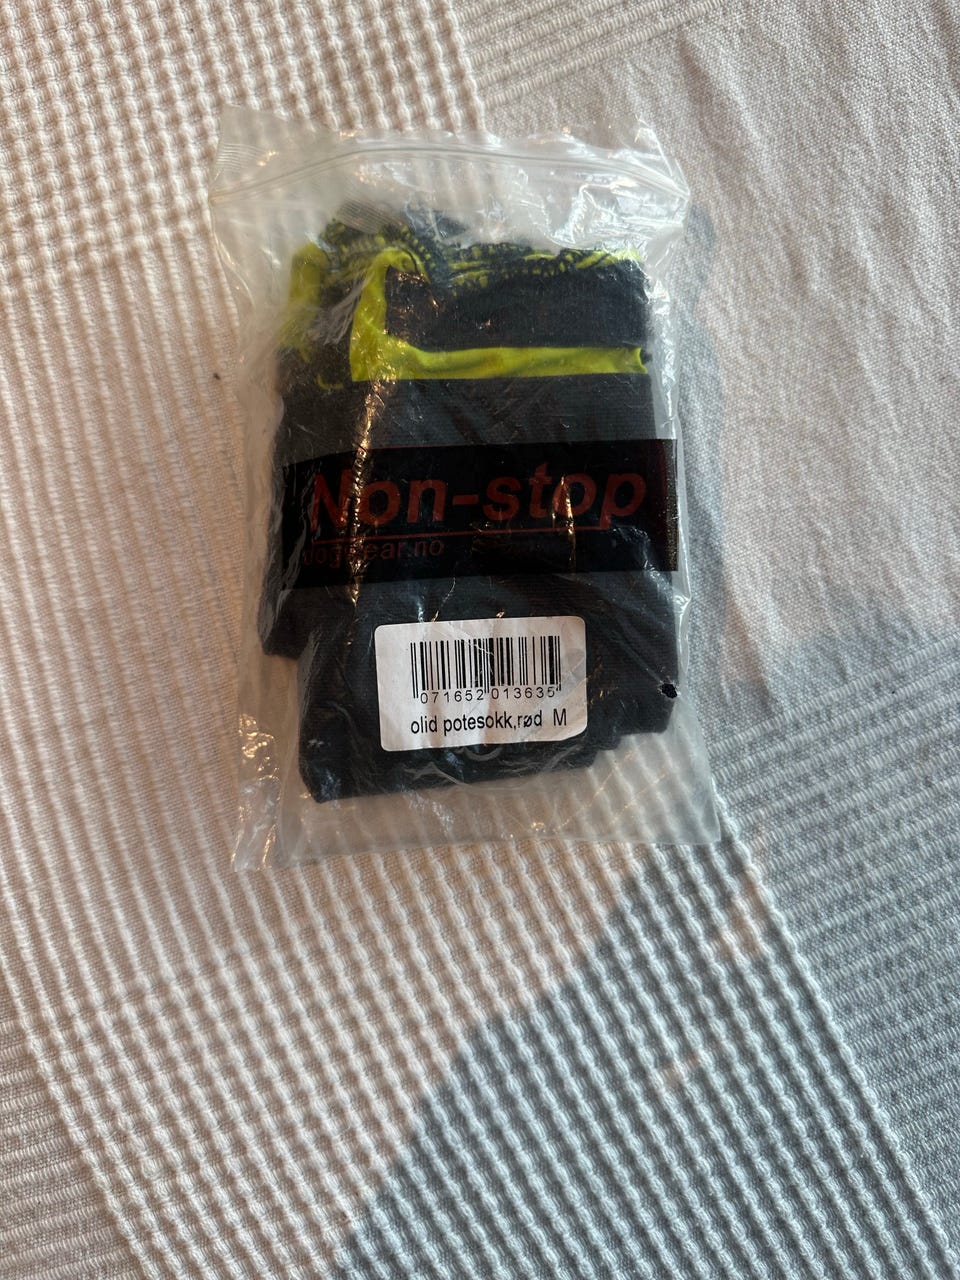 Non-stop
dogwear.no
071652 013635
olid potesokk,rød M